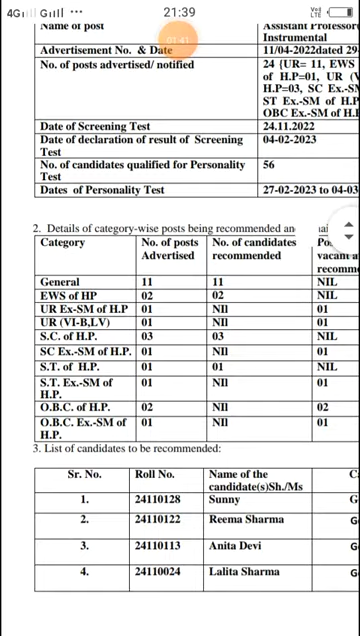 4G Gill ... 21:39 VoD LTE
01:41
Name of post Assistant Professor
Instrumental
Advertisement No. & Date 11/04-2022dated 29-
No. of posts advertised/ notified 24 {UR= 11, EWS
of H.P=01, UR (V
H.P=03, SC Ex.-SM
ST Ex.-SM of H.P
OBC Ex.-SM of H.P
Date of Screening Test 24.11.2022
Date of declaration of result of Screening Test 04-02-2023
No. of candidates qualified for Personality Test 56
Dates of Personality Test 27-02-2023 to 04-03
2. Details of category-wise posts being recommended an
Category No. of posts Advertised No. of candidates recommended Po vacant a recomm
General 11 11 NIL
EWS of HP 02 02 NIL
UR Ex-SM of H.P 01 Nil 01
UR (VI-B,LV) 01 Nil 01
S.C. of H.P. 03 03 NIL
SC Ex.-SM of H.P. 01 Nil 01
S.T. of H.P. 01 01 NIL
S.T. Ex-SM of H.P. 01 Nil 01
O.B.C. of H.P. 02 Nil 02
O.B.C. Ex.-SM of H.P. 01 Nil 01
3. List of candidates to be recommended:
Sr. No. Roll No. Name of the candidate(s)Sh./Ms C
1. 24110128 Sunny G
2. 24110122 Reema Sharma G
3. 24110113 Anita Devi G
4. 24110024 Lalita Sharma G